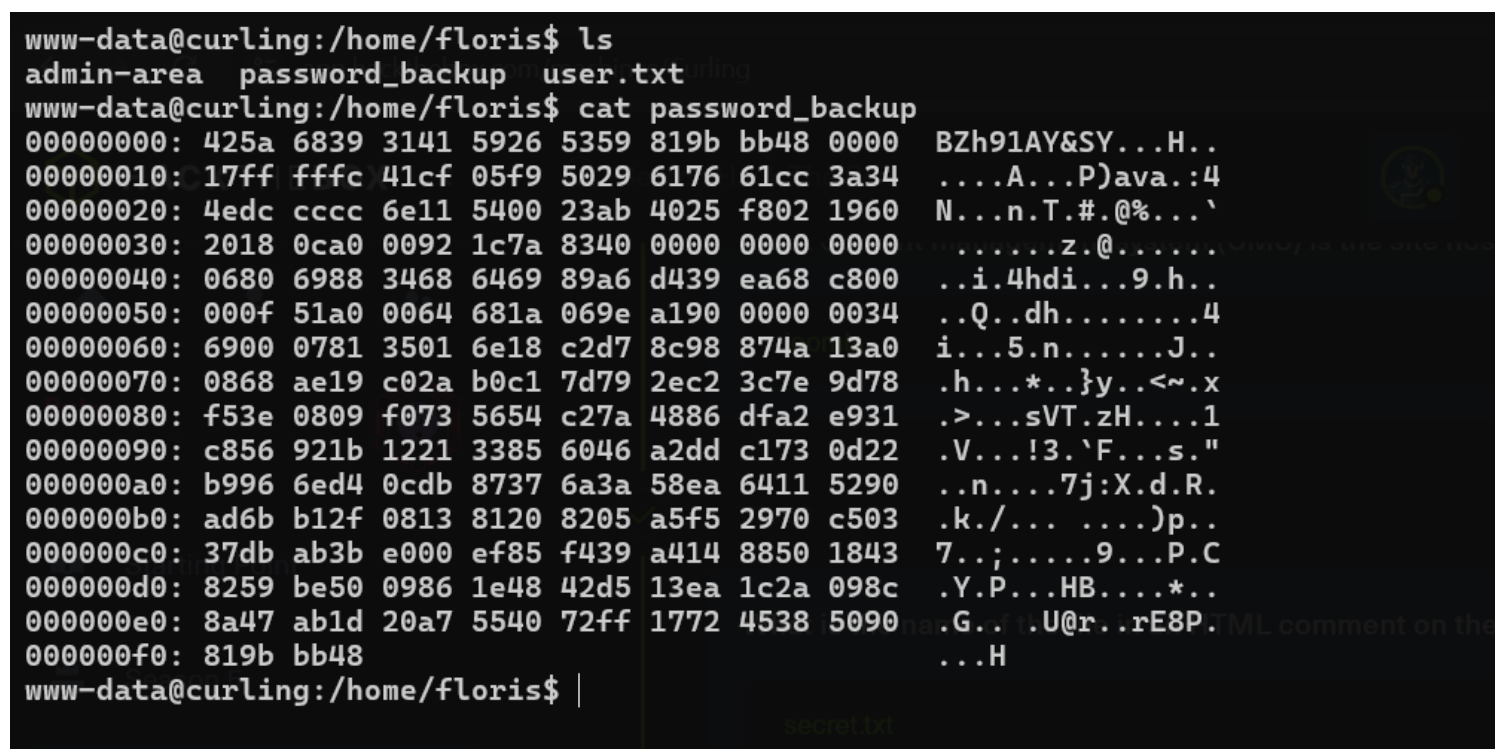 www-data@curling:/home/floris$ ls
admin-area  password_backup  user.txt
www-data@curling:/home/floris$ cat password_backup
00000000: 425a 6839 3141 5926 5359 819b bb48 0000  BZh91AY&SY...H..
00000010: 17ff fffc 41cf 05f9 5029 6176 61cc 3a34  ....A...P)ava.:4
00000020: 4edc cccc 6e11 5400 23ab 4025 f802 1960  N...n.T.#.@%...`
00000030: 2018 0ca0 0092 1c7a 8340 0000 0000 0000   ......z.@......
00000040: 0680 6988 3468 6469 89a6 d439 ea68 c800  ..i.4hdi...9.h..
00000050: 000f 51a0 0064 681a 069e a190 0000 0034  ..Q..dh........4
00000060: 6900 0781 3501 6e18 c2d7 8c98 874a 13a0  i...5.n......J..
00000070: 0868 ae19 c02a b0c1 7d79 2ec2 3c7e 9d78  .h...*..}y..<~.x
00000080: f53e 0809 f073 5654 c27a 4886 dfa2 e931  .>...sVT.zH....1
00000090: c856 921b 1221 3385 6046 a2dd c173 0d22  .V...!3.`F...s."
000000a0: b996 6ed4 0cdb 8737 6a3a 58ea 6411 5290  ..n....7j:X.d.R.
000000b0: ad6b b12f 0813 8120 8205 a5f5 2970 c503  .k./... ....)p..
000000c0: 37db ab3b e000 ef85 f439 a414 8850 1843  7..;.....9...P.C
000000d0: 8259 be50 0986 1e48 42d5 13ea 1c2a 098c  .Y.P...HB....*..
000000e0: 8a47 ab1d 20a7 5540 72ff 1772 4538 5090  .G.. .U@r..rE8P.
000000f0: 819b bb48                                ...H
www-data@curling:/home/floris$
secret.txt